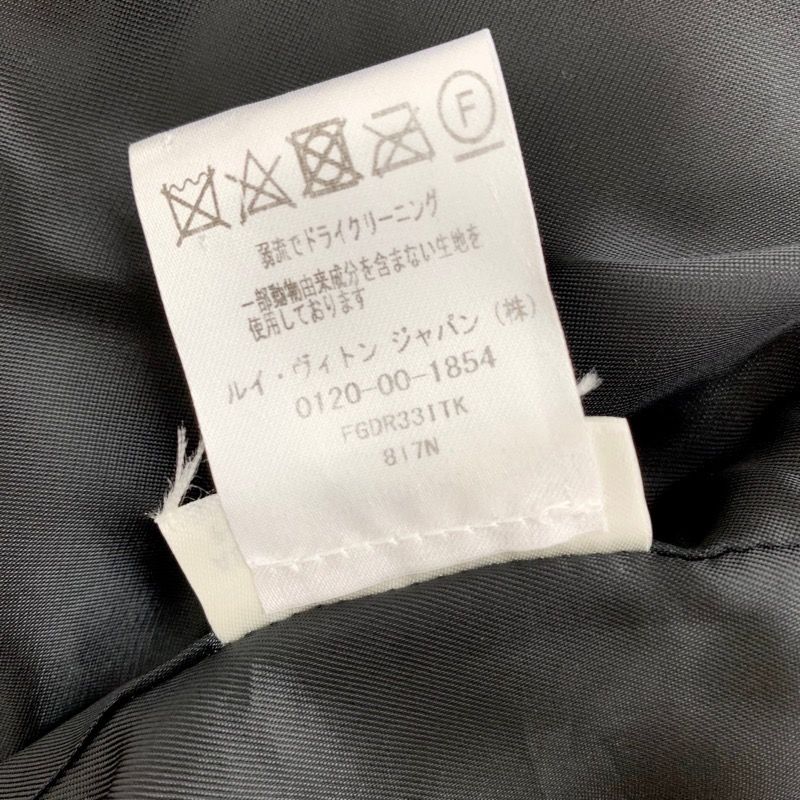 F
弱流でドライクリーニング
一部動物由来成分を含まない生地を
使用しております
ルイ・ヴィトン ジャパン(株)
0120-00-1854
FGDR331TK
817N